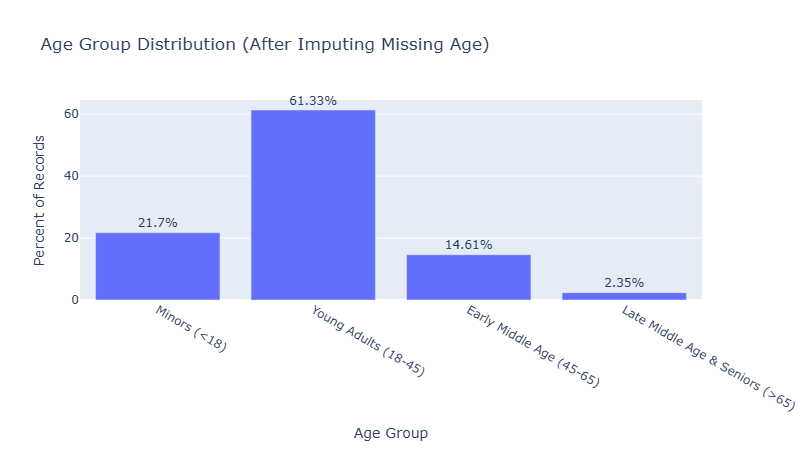 Age Group Distribution (After Imputing Missing Age)
61.33%
60
Percent of Records
40
21.7%
20
14.61%
2.35%
0
Minors (<18)
Young Adults (18-45)
Early Middle Age (45-65)
Late Middle Age & Seniors (>65)
Age Group